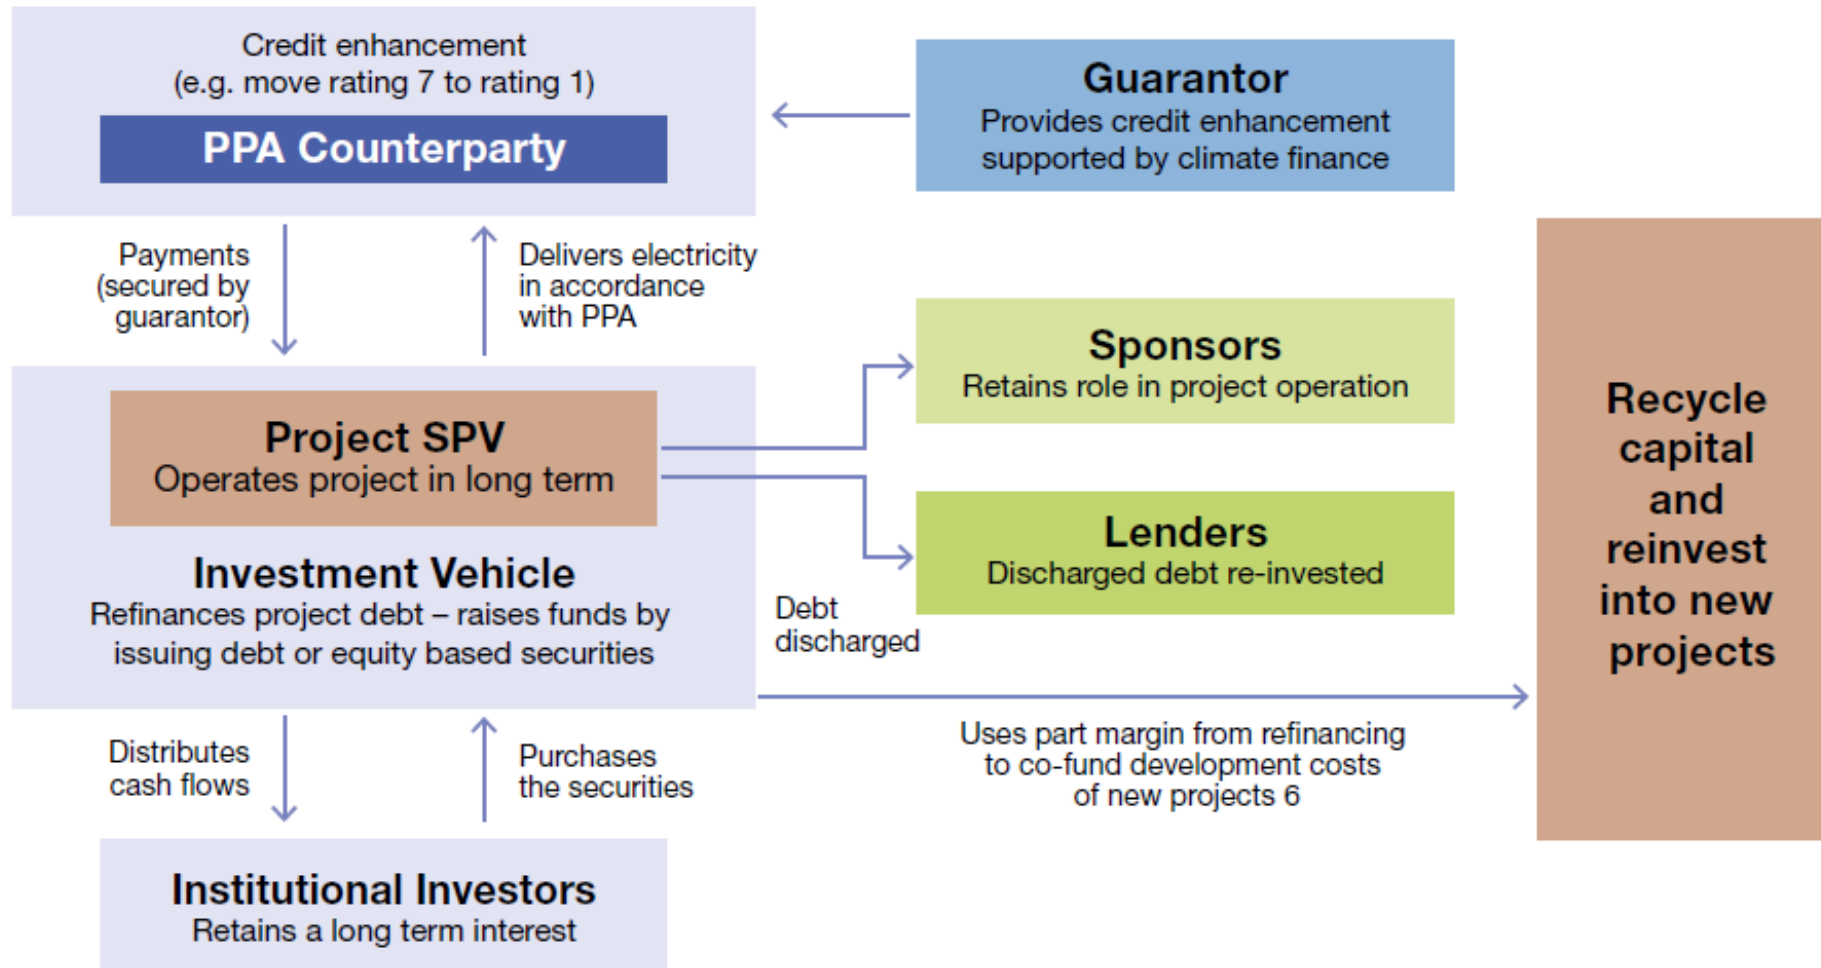 Credit enhancement
(e.g. move rating 7 to rating 1)
PPA Counterparty
Guarantor
Provides credit enhancement
supported by climate finance
Payments
(secured by
guarantor)
Delivers electricity
in accordance
with PPA
Sponsors
Retains role in project operation
Project SPV
Operates project in long term
Lenders
Discharged debt re-invested
Investment Vehicle
Refinances project debt – raises funds by
issuing debt or equity based securities
Debt
discharged
Recycle
capital
and
reinvest
into new
projects
Distributes
cash flows
Purchases
the securities
Uses part margin from refinancing
to co-fund development costs
of new projects 6
Institutional Investors
Retains a long term interest